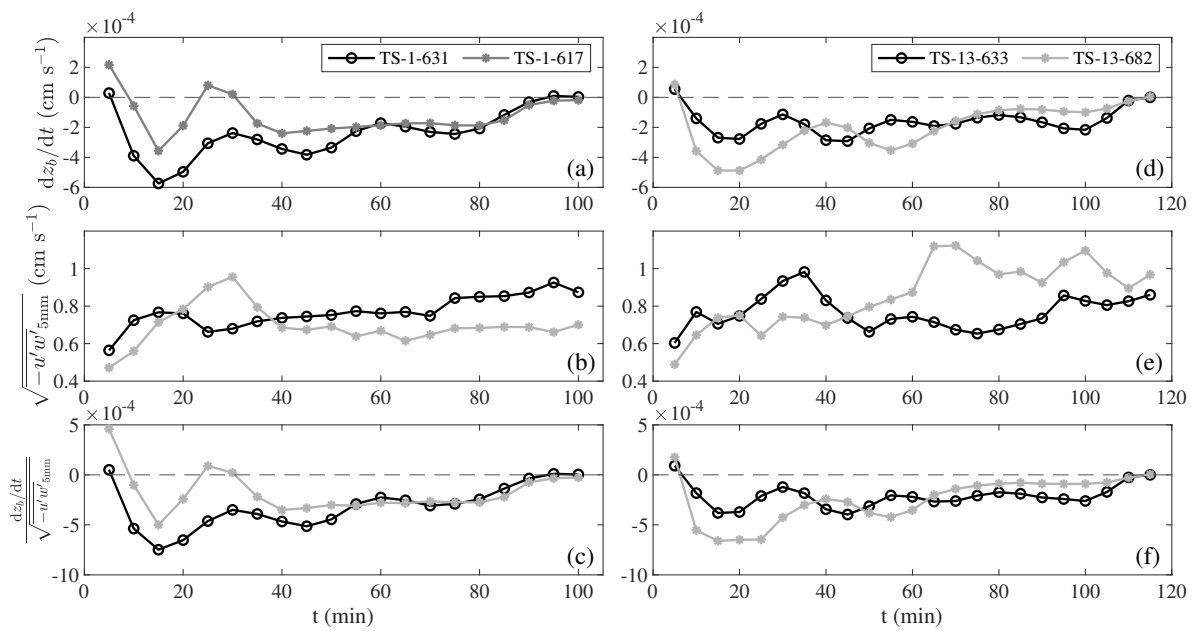 ×10⁻⁴
dz_b/dt (cm s⁻¹)
2
0
-2
-4
-6
TS-1-631
TS-1-617
(a)
0 20 40 60 80 100
×10⁻⁴
2
0
-2
-4
-6
TS-13-633
TS-13-682
(d)
0 20 40 60 80 100 120
√-u'w'₅mm (cm s⁻¹)
1
0.8
0.6
0.4
(b)
0 20 40 60 80 100
1
0.8
0.6
0.4
(e)
0 20 40 60 80 100 120
×10⁻⁴
dz_b/dt
√-u'w'₅mm
5
0
-5
-10
(c)
0 20 40 60 80 100
t (min)
×10⁻⁴
5
0
-5
-10
(f)
0 20 40 60 80 100 120
t (min)